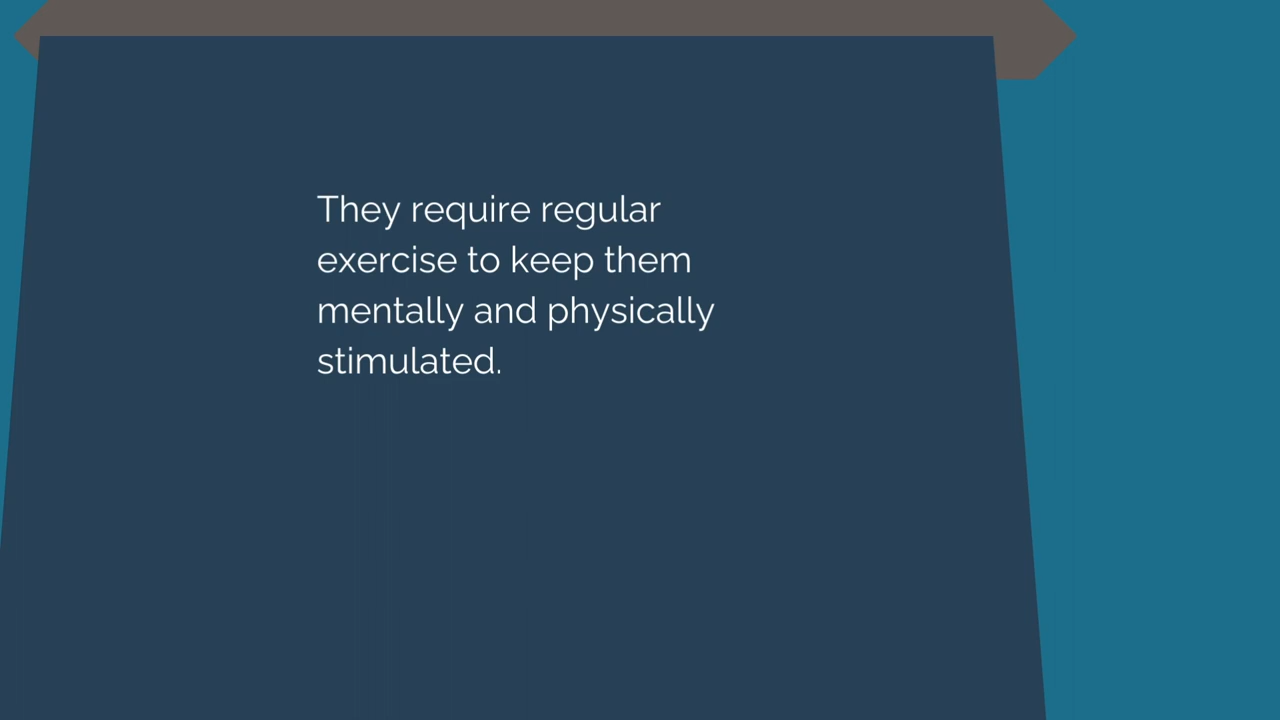 They require regular
exercise to keep them
mentally and physically
stimulated.